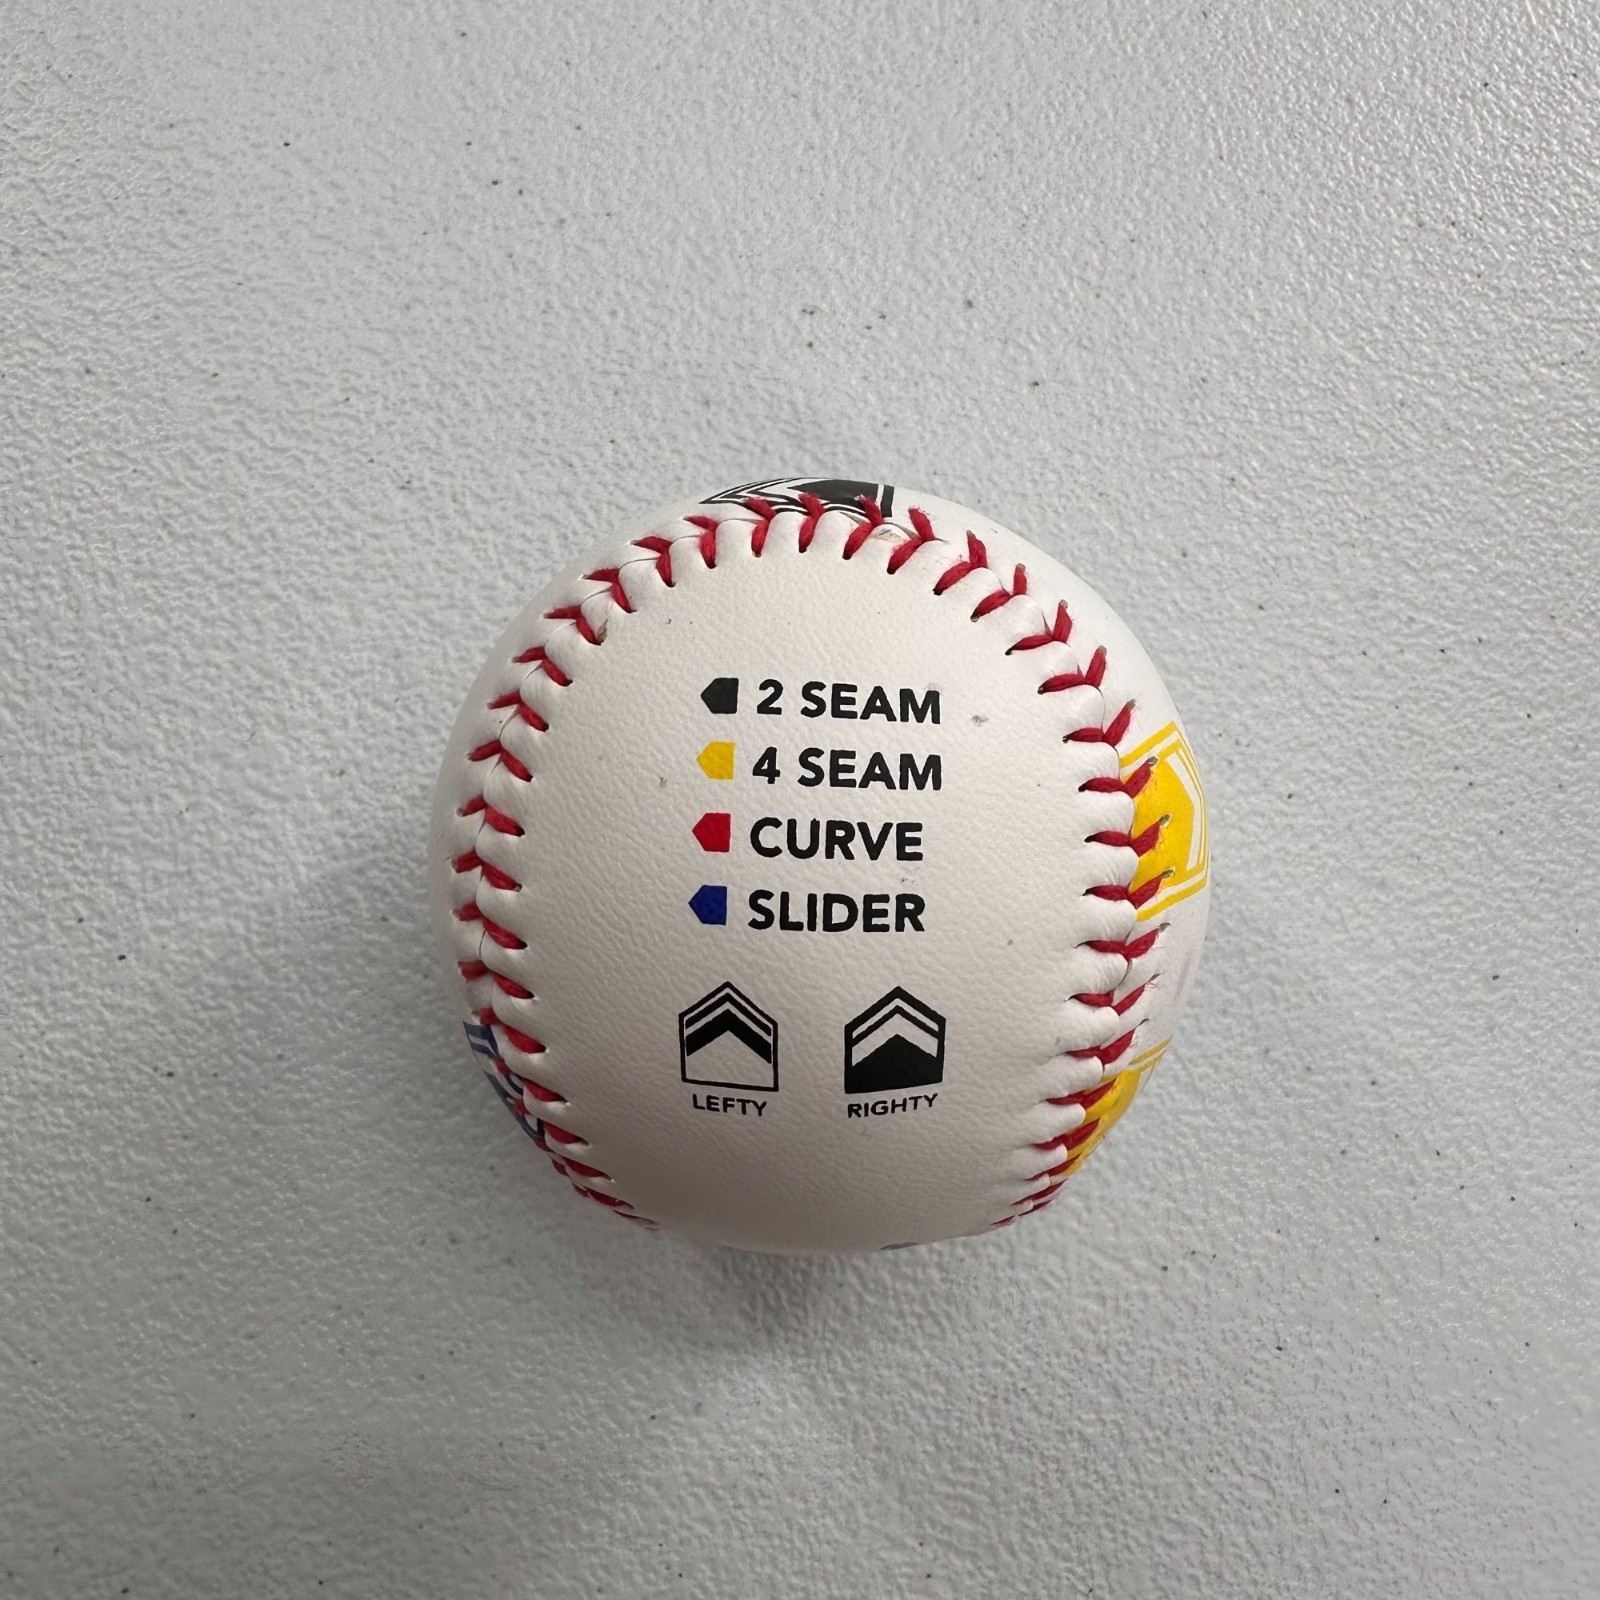 2 SEAM
4 SEAM
CURVE
SLIDER
LEFTY
RIGHTY